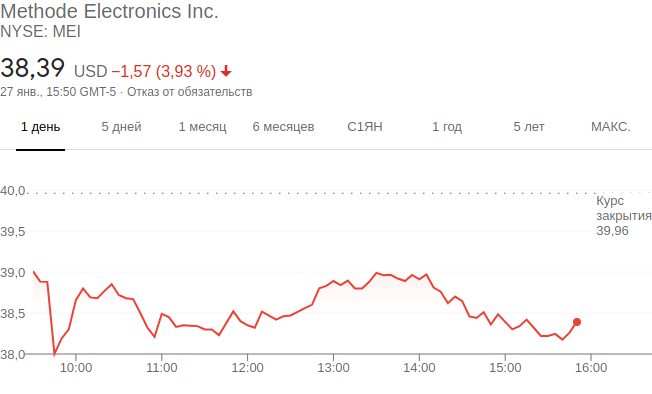 Methode Electronics Inc.
NYSE: MEI
38,39 USD −1,57 (3,93 %)
27 янв., 15:50 GMT-5 · Отказ от обязательств
1 день 5 дней 1 месяц 6 месяцев С1ЯН 1 год 5 лет МАКС.
40,0
Курс
закрытия
39,96
39,5
39,0
38,5
38,0
10:00 11:00 12:00 13:00 14:00 15:00 16:00